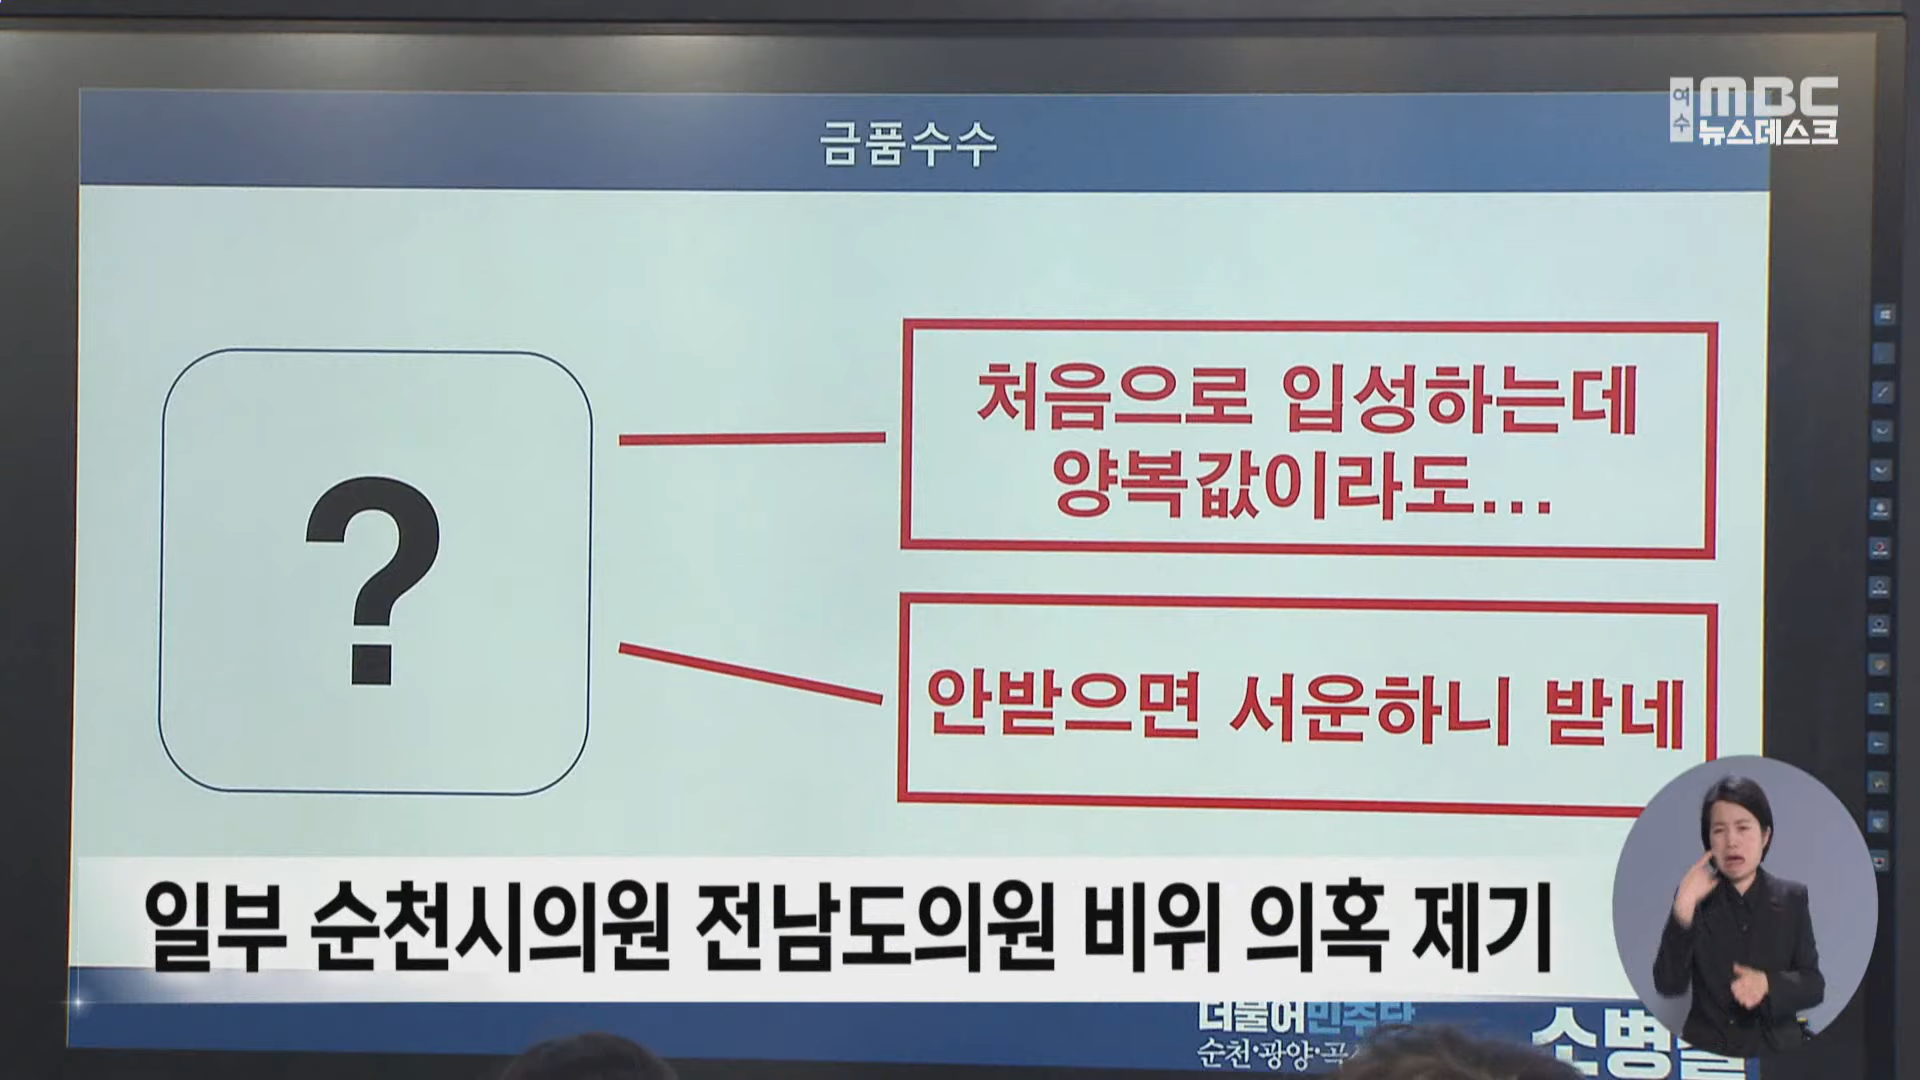 여수 MBC
뉴스데스크
금품수수
처음으로 입성하는데
양복값이라도...
?
안받으면 서운하니 받네
일부 순천시의원 전남도의원 비위 의혹 제기
더불어민주당
순천·광양·곡
소병철